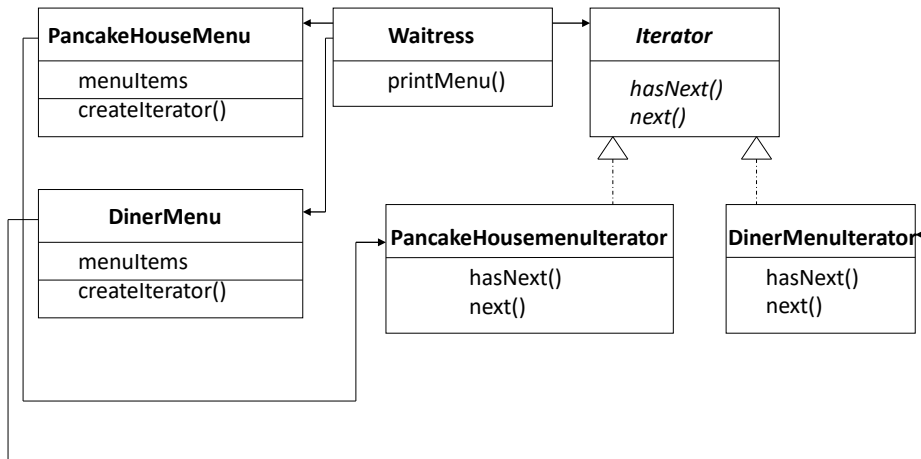 PancakeHouseMenu
menuItems
createIterator()
Waitress
printMenu()
Iterator
hasNext()
next()
DinerMenu
menuItems
createIterator()
PancakeHousemenuIterator
hasNext()
next()
DinerMenuIterator
hasNext()
next()